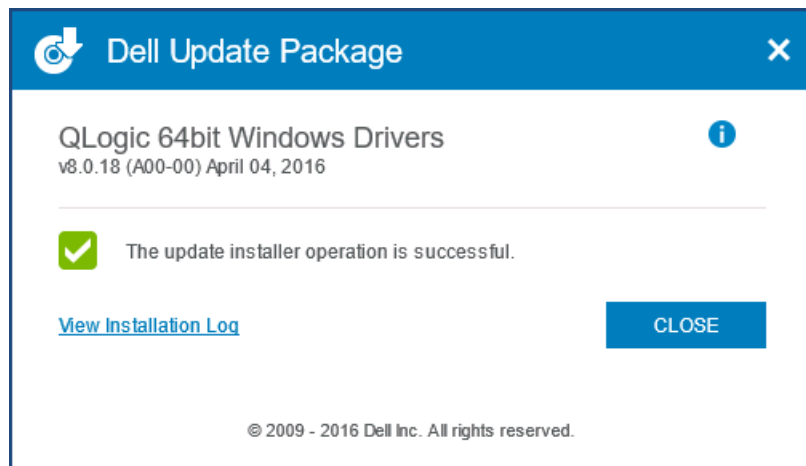 Dell Update Package
QLogic 64bit Windows Drivers
v8.0.18 (A00-00) April 04, 2016
The update installer operation is successful.
View Installation Log
CLOSE
© 2009 - 2016 Dell Inc. All rights reserved.